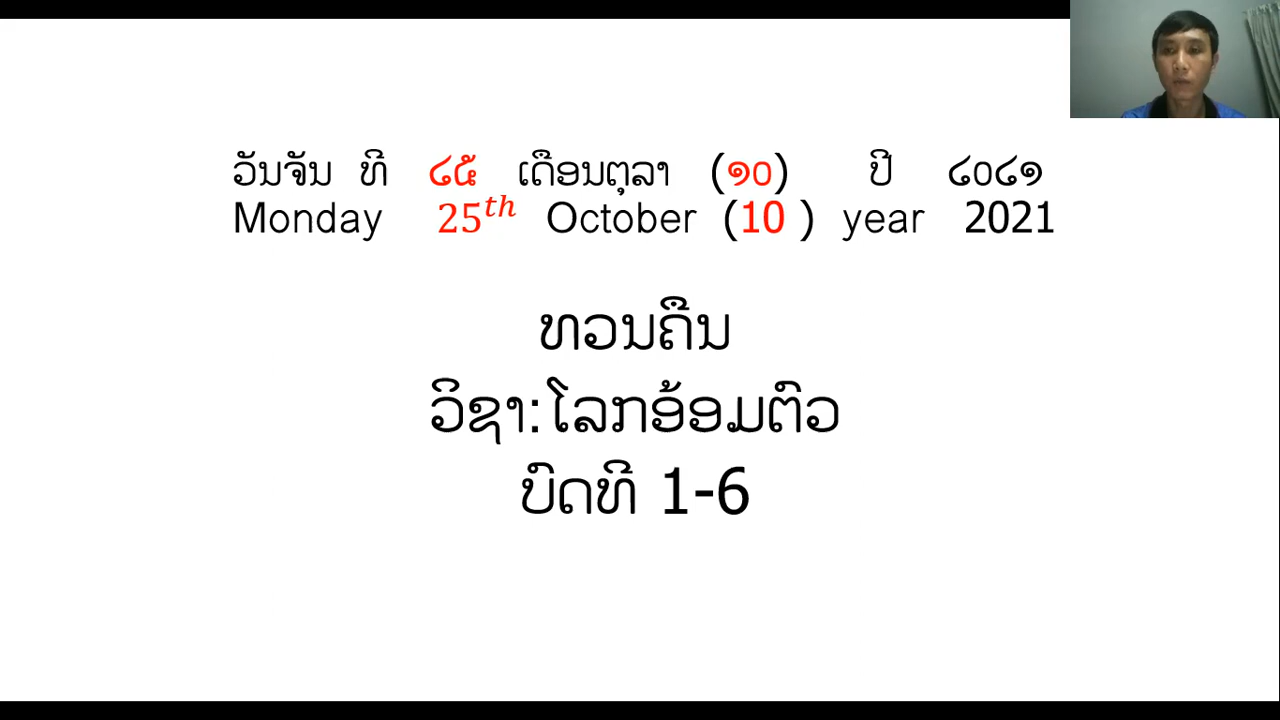 ວັນຈັນ ທີ ໒໕ ເດືອນຕຸລາ (໑໐) ປີ ໒໐໒໑
Monday 25th October (10 ) year 2021
ທວນຄືນ
ວິຊາ:ໂລກອ້ອມຕົວ
ບົດທີ 1-6